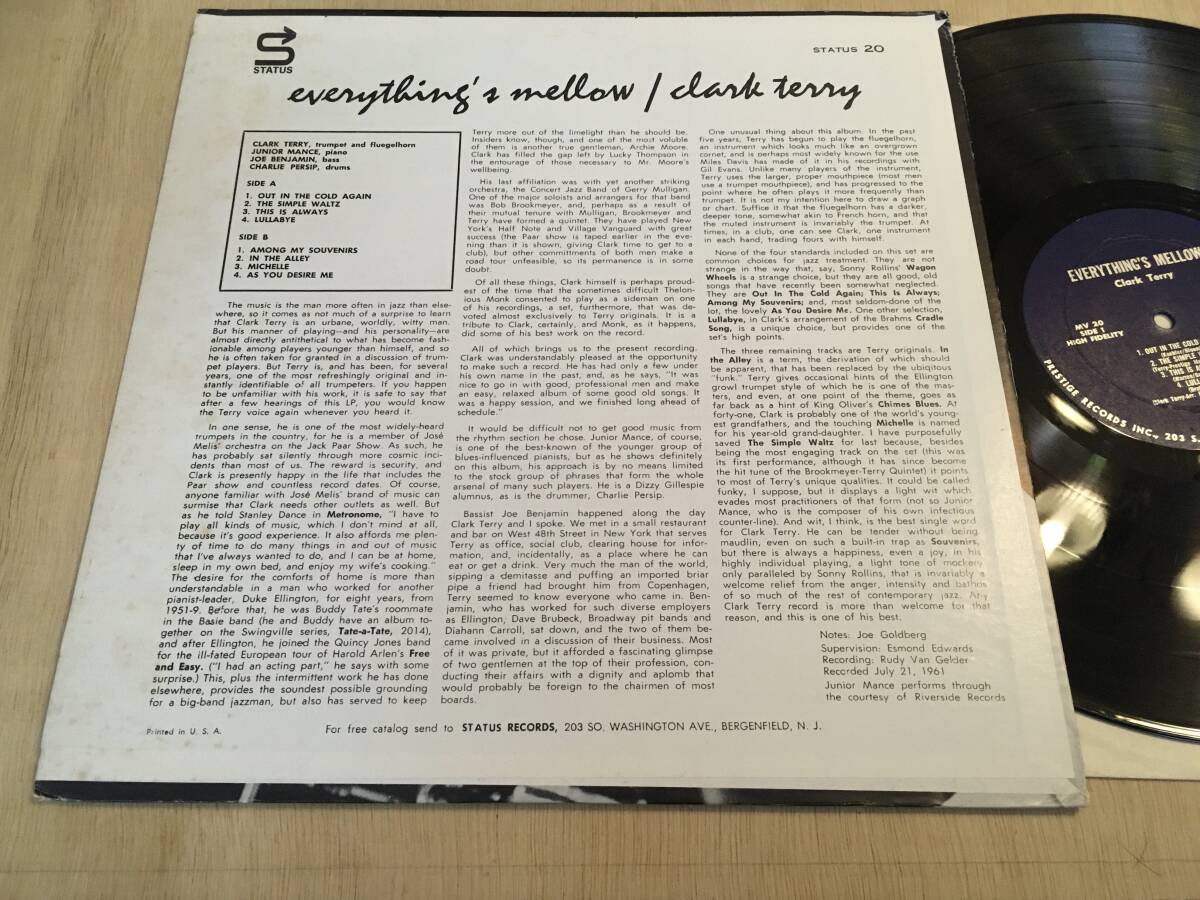 STATUS
STATUS 20
everything's mellow / clark terry
CLARK TERRY, trumpet and fluegelhorn
JUNIOR MANCE, piano
JOE BENJAMIN, bass
CHARLIE PERSIP, drums
SIDE A
1. OUT IN THE COLD AGAIN
2. THE SIMPLE WALTZ
3. THIS IS ALWAYS
4. LULLABYE
SIDE B
1. AMONG MY SOUVENIRS
2. IN THE ALLEY
3. MICHELLE
4. AS YOU DESIRE ME
The music is the man more often in jazz than else-
where, so it comes as not much of a surprise to learn
that Clark Terry is an urbane, worldly, witty man.
But his manner of playing—and his personality—are
almost directly antithetical to what has become fash-
ionable among players younger than himself, and so
he is often taken for granted in a discussion of trum-
pet players. But Terry is, and has been, for several
years, one of the most refreshingly original and in-
stantly identifiable of all trumpeters. If you happen
to be unfamiliar with his work, it is safe to say that
after a few hearings of this LP, you would know
the Terry voice again whenever you heard it.
In one sense, he is one of the most widely-heard
trumpets in the country, for he is a member of José
Melis' orchestra on the Jack Paar Show. As such, he
has probably sat silently through more cosmic inci-
dents than most of us. The reward is security, and
Clark is presently happy in the life that includes the
Paar show and countless record dates. Of course,
anyone familiar with José Melis' brand of music can
surmise that Clark needs other outlets as well. But
as he told Stanley Dance in Metronome, "I have to
play all kinds of music, which I don't mind at all,
because it's good experience. It also affords me plen-
ty of time to do many things in and out of music
that I've always wanted to do, and I can be at home,
sleep in my own bed, and enjoy my wife's cooking."
The desire for the comforts of home is more than
understandable in a man who worked for another
pianist-leader, Duke Ellington, for eight years, from
1951-9. Before that, he was Buddy Tate's roommate
in the Basie band (he and Buddy have an album to-
gether on the Swingville series, Tate-a-Tate, 2014),
and after Ellington, he joined the Quincy Jones band
for the ill-fated European tour of Harold Arlen's Free
and Easy. ("I had an acting part," he says with some
surprise.) This, plus the intermittent work he has done
elsewhere, provides the soundest possible grounding
for a big-band jazzman, but also has served to keep
Terry more out of the limelight than he should be.
Insiders know, though, and one of the most voluble
of them is another true gentleman, Archie Moore.
Clark has filled the gap left by Lucky Thompson in
the entourage of those necessary to Mr. Moore's
wellbeing.
His last affiliation was with yet another striking
orchestra, the Concert Jazz Band of Gerry Mulligan.
One of the major soloists and arrangers for that band
was Bob Brookmeyer, and, perhaps as a result of
their mutual tenure with Mulligan, Brookmeyer and
Terry have formed a quintet. They have played New
York's Half Note and Village Vanguard with great
success (the Paar show is taped earlier in the eve-
ning than it is shown, giving Clark time to get to a
club), but other commitments of both men make a
road tour unfeasible, so its permanence is in some
doubt.
Of all these things, Clark himself is perhaps proud-
est of the time that the sometimes difficult Thelon-
ious Monk consented to play as a sideman on one
of his recordings, a set, furthermore, that was de-
voted almost exclusively to Terry originals. It is a
tribute to Clark, certainly, and Monk, as it happens,
did some of his best work on the record.
All of which brings us to the present recording.
Clark was understandably pleased at the opportunity
to make such a record. He has had only a few under
his own name in the past, and, as he says, "It was
nice to go in with good, professional men and make
an easy, relaxed album of some good old songs. It
was a happy session, and we finished long ahead of
schedule."
It would be difficult not to get good music from
the rhythm section he chose. Junior Mance, of course,
is one of the best-known of the younger group of
blues-influenced pianists, but as he shows definitely
on this album, his approach is by no means limited
to the stock group of phrases that form the whole
arsenal of many such players. He is a Dizzy Gillespie
alumnus, as is the drummer, Charlie Persip.
Bassist Joe Benjamin happened along the day
Clark Terry and I spoke. We met in a small restaurant
and bar on West 48th Street in New York that serves
Terry as office, social club, clearing house for infor-
mation, and, incidentally, as a place where he can
eat or get a drink. Very much the man of the world,
sipping a demitasse and puffing an imported briar
pipe a friend had brought him from Copenhagen,
Terry seemed to know everyone who came in. Ben-
jamin, who has worked for such diverse employers
as Ellington, Dave Brubeck, Broadway pit bands and
Diahann Carroll, sat down, and the two of them be-
came involved in a discussion of their business. Most
of it was private, but it afforded a fascinating glimpse
of two gentlemen at the top of their profession, con-
ducting their affairs with a dignity and aplomb that
would probably be foreign to the chairmen of most
boards.
One unusual thing about this album. In the past
five years, Terry has begun to play the fluegelhorn,
an instrument which looks much like an overgrown
cornet, and is perhaps most widely known for the use
Miles Davis has made of it in his recordings with
Gil Evans. Unlike many players of the instrument,
Terry uses the larger, proper mouthpiece (most men
use a trumpet mouthpiece), and has progressed to the
point where he often plays it more frequently than
trumpet. It is not my intention here to draw a graph
or chart. Suffice it that the fluegelhorn has a darker,
deeper tone, somewhat akin to French horn, and that
the muted instrument is invariably the trumpet. At
times, in a club, one can see Clark, one instrument
in each hand, trading fours with himself.
None of the four standards included on this set are
common choices for jazz treatment. They are not
strange in the way that, say, Sonny Rollins' Wagon
Wheels is a strange choice, but they are all good, old
songs that have recently been somewhat neglected.
They are Out In The Cold Again; This Is Always;
Among My Souvenirs; and, most seldom-done of the
lot, the lovely As You Desire Me. One other selection,
Lullabye, in Clark's arrangement of the Brahms Cradle
Song, is a unique choice, but provides one of the
set's high points.
The three remaining tracks are Terry originals. In
the Alley is a term, the derivation of which should
be apparent, that has been replaced by the ubiqitous
"funk." Terry gives occasional hints of the Ellington
growl trumpet style of which he is one of the mas-
ters, and even, at one point of the theme, goes as
far back as a hint of King Oliver's Chimes Blues. At
forty-one, Clark is probably one of the world's young-
est grandfathers, and the touching Michelle is named
for his year-old grand-daughter. I have purposefully
saved The Simple Waltz for last because, besides
being the most engaging track on the set (this was
its first performance, although it has since become
the hit tune of the Brookmeyer-Terry Quintet) it points
to most of Terry's unique qualities. It could be called
funky, I suppose, but it displays a light wit which
evades most practitioners of that form (not so Junior
Mance, who is the composer of his own infectious
counter-line). And wit, I think, is the best single word
for Clark Terry. He can be tender without being
maudlin, even on such a built-in trap as Souvenirs,
but there is always a happiness, even a joy, in his
highly individual playing, a light tone of mockery
only paralleled by Sonny Rollins, that is invariably a
welcome relief from the anger, intensity and bathos
of so much of the rest of contemporary jazz. Any
Clark Terry record is more than welcome for that
reason, and this is one of his best.
Notes: Joe Goldberg
Supervision: Esmond Edwards
Recording: Rudy Van Gelder
Recorded July 21, 1961
Junior Mance performs through
the courtesy of Riverside Records
Printed in U. S. A.
For free catalog send to STATUS RECORDS, 203 SO. WASHINGTON AVE., BERGENFIELD, N. J.
EVERYTHING'S MELLOW
Clark Terry
MV 20
SIDE 1
HIGH FIDELITY
1. OUT IN THE COLD
2. THE SIMPLE
PRESTIGE RECORDS INC., 203 S